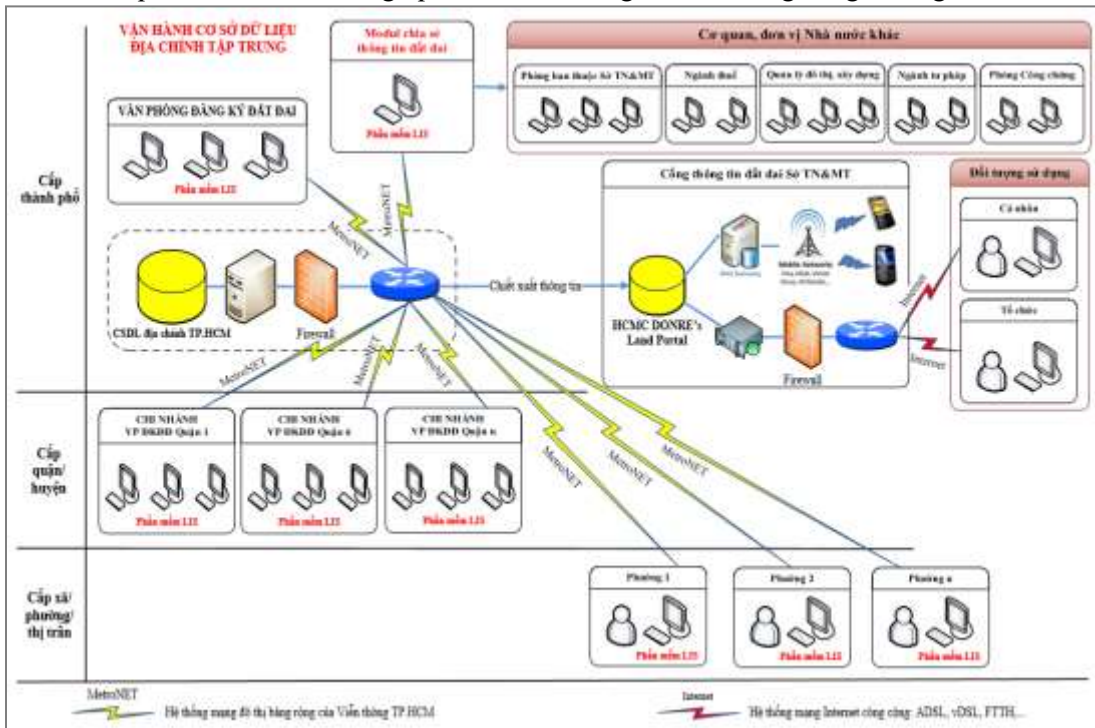 VẬN HÀNH CƠ SỞ DỮ LIỆU
ĐỊA CHÍNH TẬP TRUNG
Modul chia sẻ
thông tin đất đai
Phần mềm LIS
Cơ quan, đơn vị Nhà nước khác
Phòng ban thuộc Sở TN&MT
Ngành thuế
Quản lý đô thị, xây dựng
Ngành tư pháp
Phòng Công chứng
VĂN PHÒNG ĐĂNG KÝ ĐẤT ĐAI
Phần mềm LIS
Cấp
thành phố
MetroNET
MetroNET
Cổng thông tin đất đai Sở TN&MT
Đối tượng sử dụng
Cá nhân
Tổ chức
Mobile Networks
CSDL địa chính TP.HCM
Firewall
Chiết xuất thông tin
HCMC DONRE's
Land Portal
Firewall
Internet
Internet
MetroNET
MetroNET
MetroNET
MetroNET
MetroNET
MetroNET
Cấp
quận/
huyện
CHI NHÁNH
VP ĐKĐĐ Quận 1
Phần mềm LIS
CHI NHÁNH
VP ĐKĐĐ Quận 6
Phần mềm LIS
CHI NHÁNH
VP ĐKĐĐ Quận n
Phần mềm LIS
Cấp xã/
phường/
thị trấn
Phường 1
Phần mềm LIS
Phường 2
Phần mềm LIS
Phường n
Phần mềm LIS
MetroNET
Hệ thống mạng đô thị băng rộng của Viễn thông TP.HCM
Internet
Hệ thống mạng Internet công cộng: ADSL, vDSL, FTTH,...